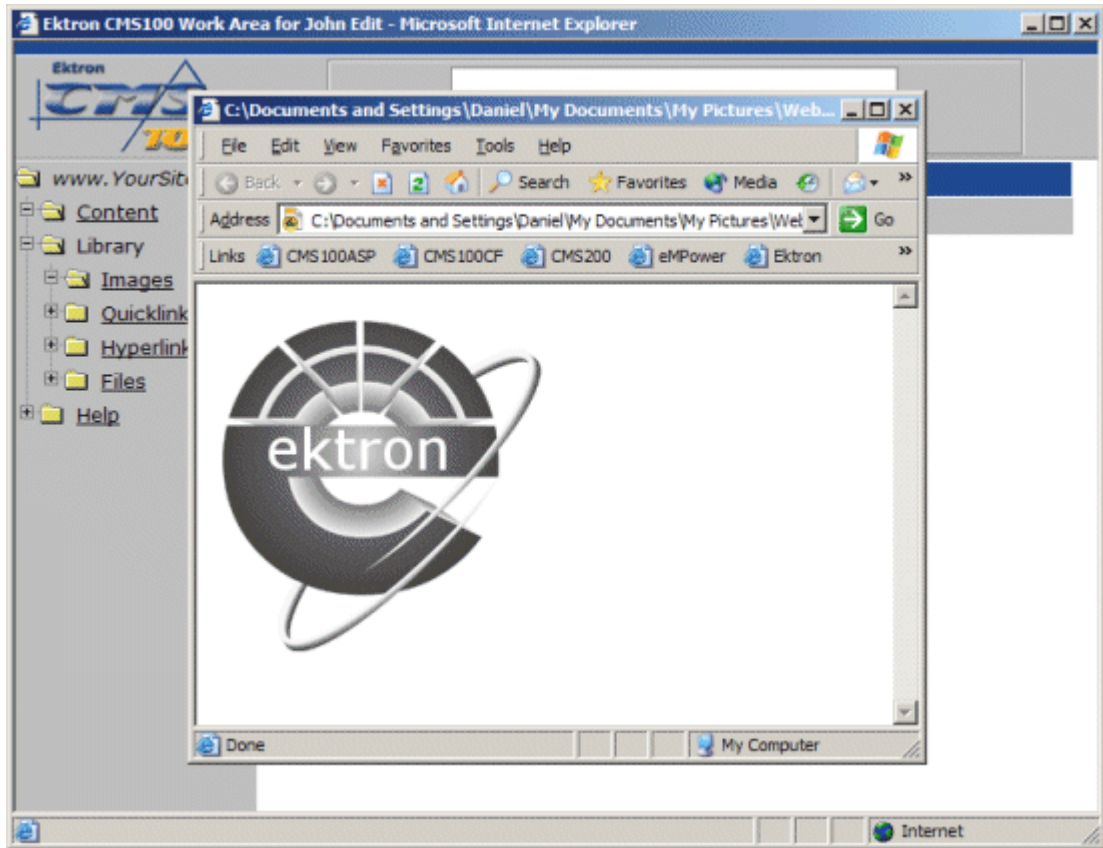 Ektron CMS100 Work Area for John Edit - Microsoft Internet Explorer
Ektron
CMS
C:\Documents and Settings\Daniel\My Documents\My Pictures\Web...
File Edit View Favorites Tools Help
Back Search Favorites Media
Address C:\Documents and Settings\Daniel\My Documents\My Pictures\Wet Go
Links CMS100ASP CMS100CF CMS200 eMPower Ektron
www.YourSit
Content
Library
Images
Quicklink
Hyperlink
Files
Help
ektron
Done My Computer
Internet